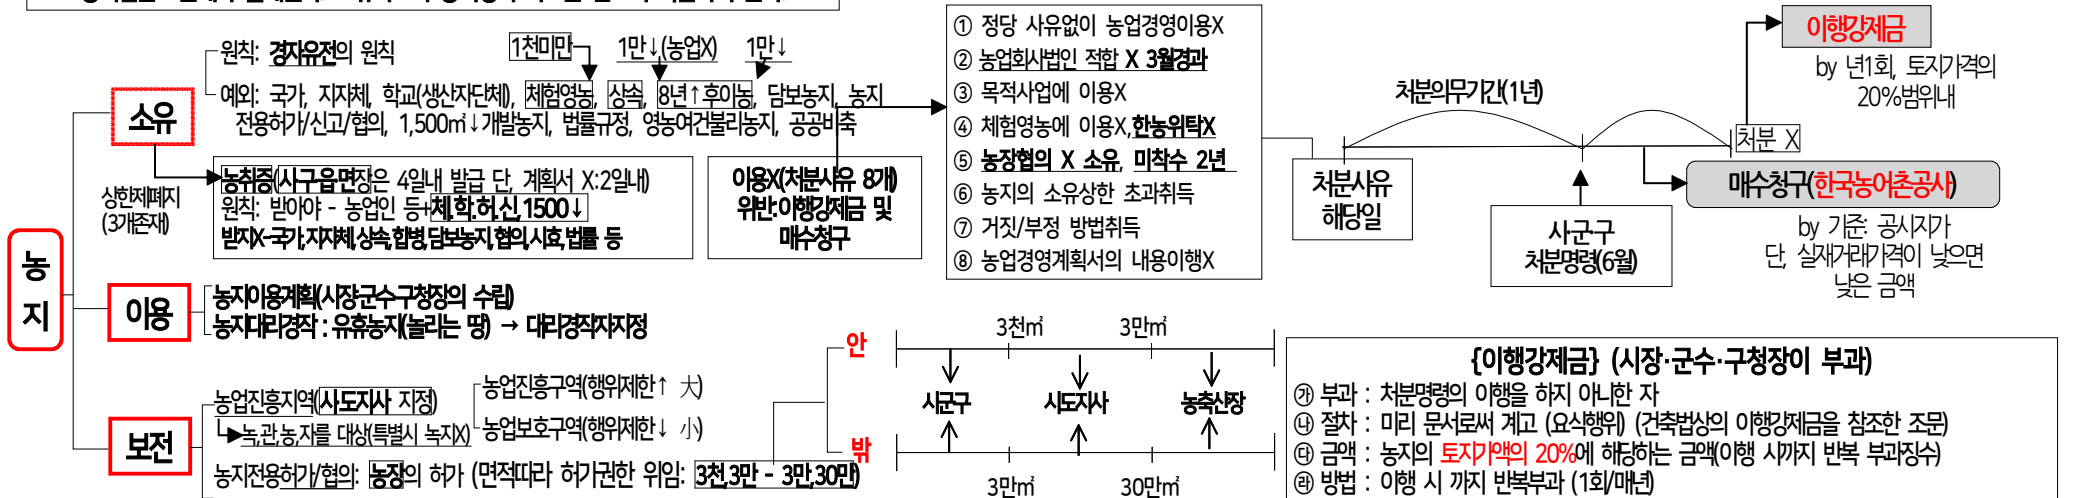 원칙: 경자유전의 원칙
1천미만
1만↓(농업X)
1만↓
예외: 국가, 지자체, 학교(생산자단체), 체험영농, 상속, 8년↑후이농, 담보농지, 농지
전용허가/신고/협의, 1,500㎡↓개발농지, 법률규정, 영농여건불리농지, 공공비축
소유
상한제폐지
(3개존재)
농취증(시구읍면장은 4일내 발급 단, 계획서 X:2일내)
원칙: 받아야 - 농업인 등+체.학.허.신,1500↓
받지X-국가,지자체,상속,합병,담보농지,협의,시효,법률 등
이용X(처분사유 8개)
위반:이행강제금 및
매수청구
① 정당 사유없이 농업경영이용X
② 농업회사법인 적합 X 3월경과
③ 목적사업에 이용X
④ 체험영농에 이용X,한농위탁X
⑤ 농장협의 X 소유, 미착수 2년
⑥ 농지의 소유상한 초과취득
⑦ 거짓/부정 방법취득
⑧ 농업경영계획서의 내용이행X
처분의무기간(1년)
처분사유
해당일
시·군·구
처분명령(6월)
처분 X
이행강제금
by 년1회, 토지가격의
20%범위내
매수청구(한국농어촌공사)
by 기준: 공시지가
단, 실재거래가격이 낮으면
낮은 금액
농
지
이용
농지이용계획(시장·군수·구청장의 수립)
농지대리경작 : 유휴농지(놀리는 땅) → 대리경작자지정
보전
농업진흥지역(시·도지사 지정)
녹,관,농,자를 대상(특별시 녹지X)
농업진흥구역(행위제한↑ 大)
농업보호구역(행위제한↓ 小)
농지전용허가/협의: 농장의 허가 (면적따라 허가권한 위임: 3천,3만 - 3만,30만)
안
밖
3천㎡
3만㎡
시군구
시도지사
농축산장
3만㎡
30만㎡
{이행강제금} (시장·군수·구청장이 부과)
㉮ 부과 : 처분명령의 이행을 하지 아니한 자
㉯ 절차 : 미리 문서로써 계고 (요식행위) (건축법상의 이행강제금을 참조한 조문)
㉰ 금액 : 농지의 토지가액의 20%에 해당하는 금액(이행 시까지 반복 부과징수)
㉱ 방법 : 이행 시 까지 반복부과 (1회/매년)